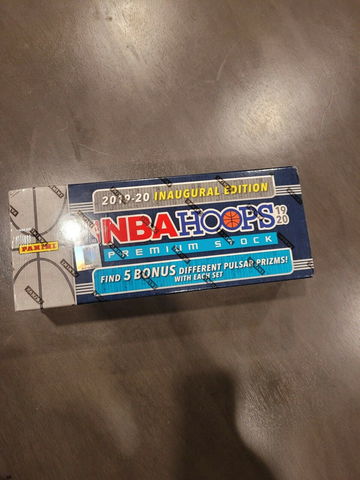 2019-20 INAUGURAL EDITION
NBA HOOPS 19 20
PREMIUM STOCK
FIND 5 BONUS DIFFERENT PULSAR PRIZMS!
WITH EACH SET
PANINI